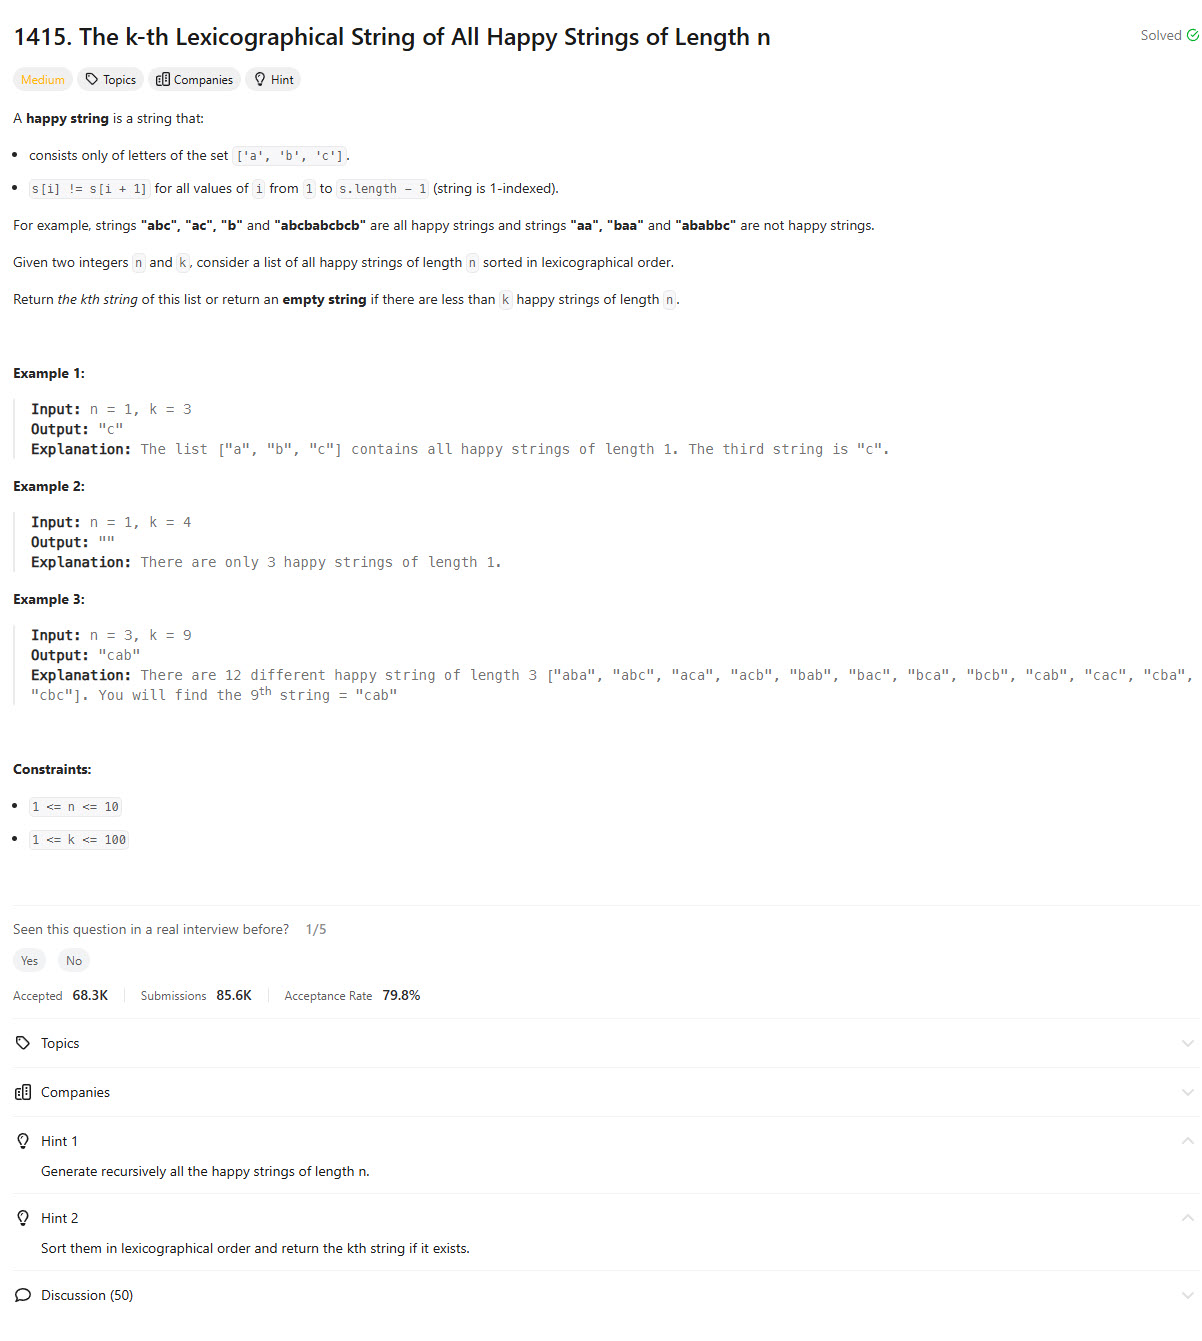 1415. The k-th Lexicographical String of All Happy Strings of Length n
Solved
Medium Topics Companies Hint
A happy string is a string that:
• consists only of letters of the set ['a', 'b', 'c'].
• s[i] != s[i + 1] for all values of i from 1 to s.length - 1 (string is 1-indexed).
For example, strings "abc", "ac", "b" and "abcbabcbcb" are all happy strings and strings "aa", "baa" and "ababbc" are not happy strings.
Given two integers n and k, consider a list of all happy strings of length n sorted in lexicographical order.
Return the kth string of this list or return an empty string if there are less than k happy strings of length n.
Example 1:
Input: n = 1, k = 3
Output: "c"
Explanation: The list ["a", "b", "c"] contains all happy strings of length 1. The third string is "c".
Example 2:
Input: n = 1, k = 4
Output: ""
Explanation: There are only 3 happy strings of length 1.
Example 3:
Input: n = 3, k = 9
Output: "cab"
Explanation: There are 12 different happy string of length 3 ["aba", "abc", "aca", "acb", "bab", "bac", "bca", "bcb", "cab", "cac", "cba",
"cbc"]. You will find the 9th string = "cab"
Constraints:
• 1 <= n <= 10
• 1 <= k <= 100
Seen this question in a real interview before? 1/5
Yes No
Accepted 68.3K Submissions 85.6K Acceptance Rate 79.8%
Topics
Companies
Hint 1
Generate recursively all the happy strings of length n.
Hint 2
Sort them in lexicographical order and return the kth string if it exists.
Discussion (50)